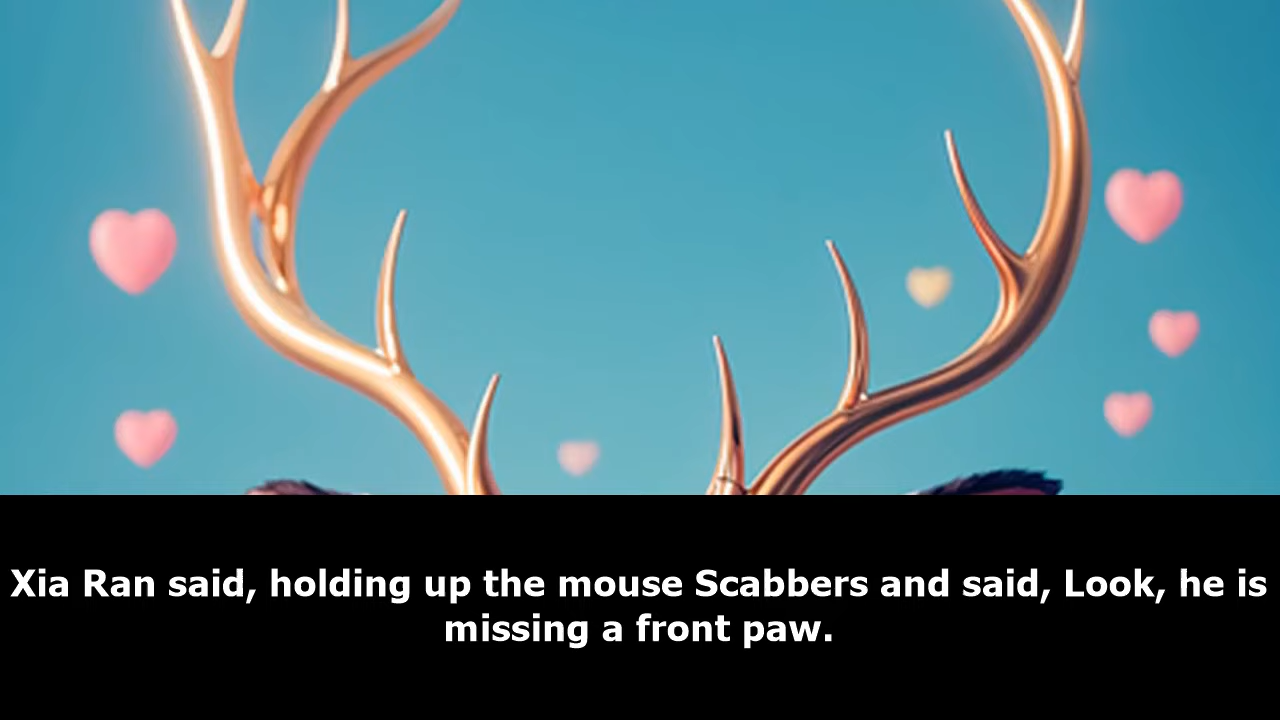 Xia Ran said, holding up the mouse Scabbers and said, Look, he is
missing a front paw.